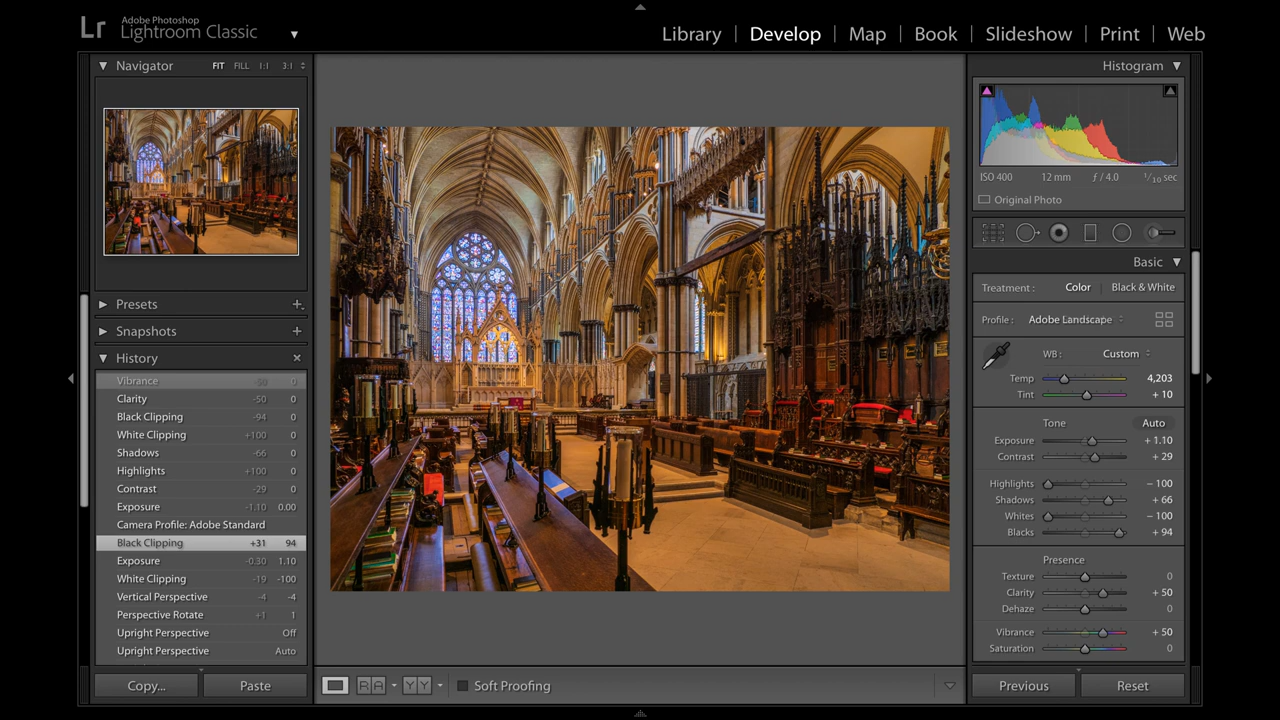 Lr Adobe Photoshop
Lightroom Classic
Library | Develop | Map | Book | Slideshow | Print | Web
Navigator FIT FILL 1:1 3:1
Presets
Snapshots
History
Vibrance -50 0
Clarity -50 0
Black Clipping -94 0
White Clipping +100 0
Shadows -66 0
Highlights +100 0
Contrast -29 0
Exposure -1.10 0.00
Camera Profile: Adobe Standard
Black Clipping +31 94
Exposure -0.30 1.10
White Clipping -19 -100
Vertical Perspective -4 -4
Perspective Rotate +1 1
Upright Perspective Off
Upright Perspective Auto
Copy... Paste
RA YY Soft Proofing
Histogram
ISO 400 12 mm ƒ / 4.0 1/10 sec
Original Photo
Basic
Treatment : Color | Black & White
Profile : Adobe Landscape
WB : Custom
Temp 4,203
Tint + 10
Tone Auto
Exposure + 1.10
Contrast + 29
Highlights − 100
Shadows + 66
Whites − 100
Blacks + 94
Presence
Texture 0
Clarity + 50
Dehaze 0
Vibrance + 50
Saturation 0
Previous Reset